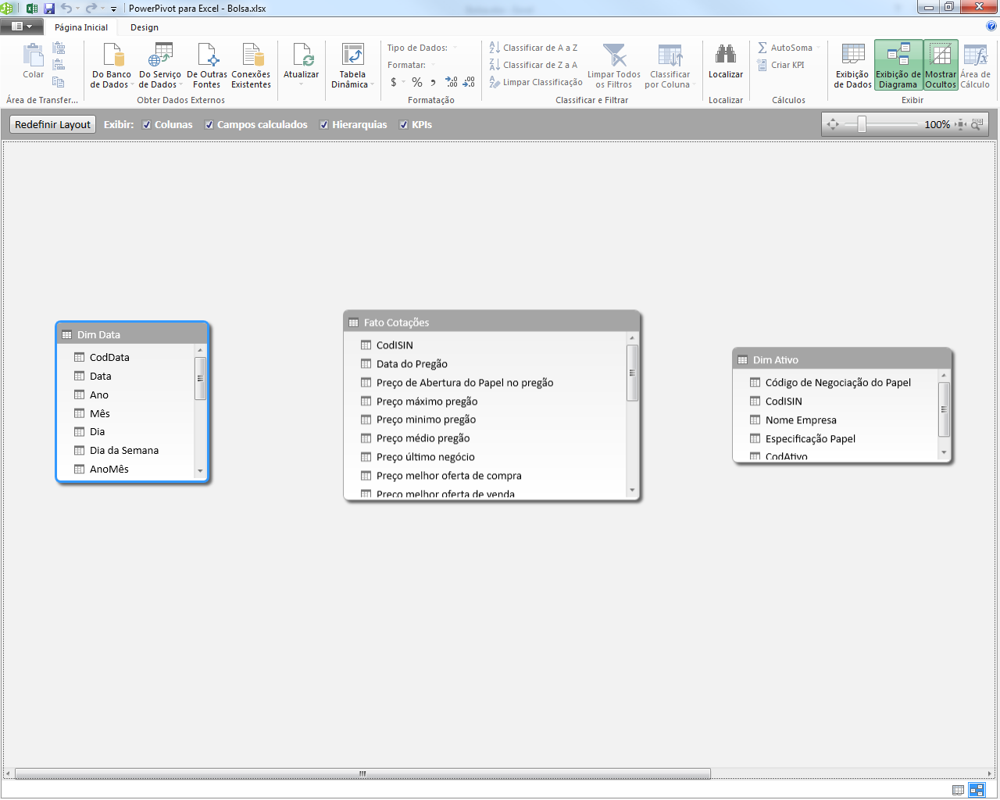 PowerPivot para Excel - Bolsa.xlsx
Página Inicial
Design
Colar
Área de Transfer...
Do Banco de Dados
Do Serviço de Dados
De Outras Fontes
Conexões Existentes
Obter Dados Externos
Atualizar
Tabela Dinâmica
Tipo de Dados:
Formatar:
$ % ,
Formatação
Classificar de A a Z
Classificar de Z a A
Limpar Classificação
Limpar Todos os Filtros
Classificar por Coluna
Classificar e Filtrar
Localizar
Localizar
AutoSoma
Criar KPI
Cálculos
Exibição de Dados
Exibição de Diagrama
Mostrar Ocultos
Área de Cálculo
Exibir
Redefinir Layout
Exibir:
Colunas
Campos calculados
Hierarquias
KPIs
100%
Dim Data
CodData
Data
Ano
Mês
Dia
Dia da Semana
AnoMês
Fato Cotações
CodISIN
Data do Pregão
Preço de Abertura do Papel no pregão
Preço máximo pregão
Preço minimo pregão
Preço médio pregão
Preço último negócio
Preço melhor oferta de compra
Preço melhor oferta de venda
Dim Ativo
Código de Negociação do Papel
CodISIN
Nome Empresa
Especificação Papel
CodAtivo